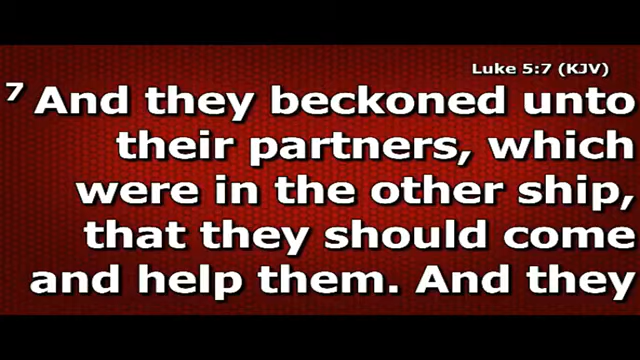 Luke 5:7 (KJV)
7 And they beckoned unto
their partners, which
were in the other ship,
that they should come
and help them. And they